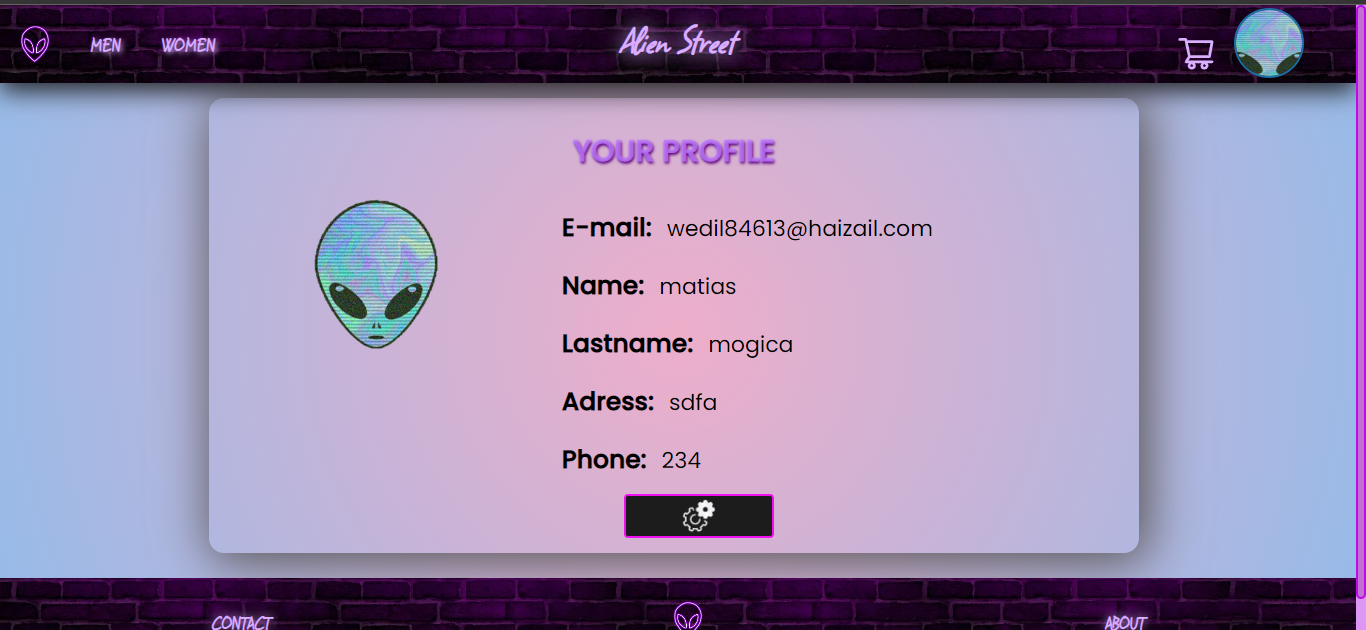 MEN WOMEN Alien Street
YOUR PROFILE
E-mail: wedil84613@haizail.com
Name: matias
Lastname: mogica
Adress: sdfa
Phone: 234
CONTACT ABOUT